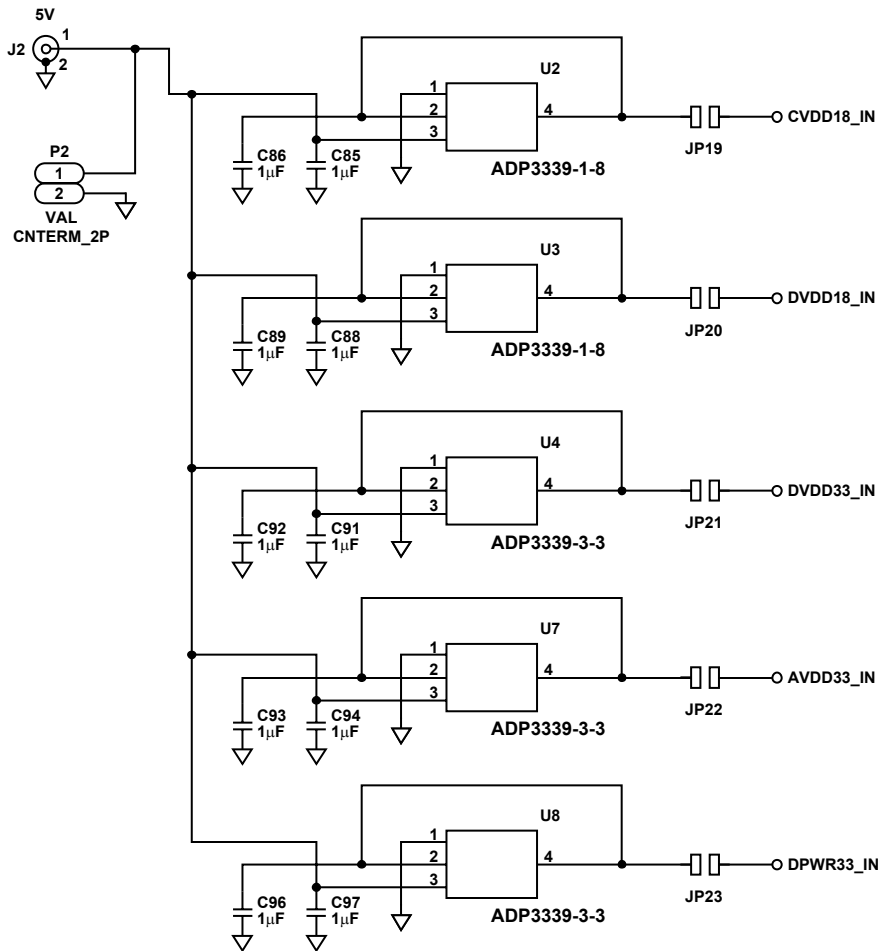 5V
J2
1
2
P2
1
2
VAL
CNTERM_2P
U2
1
2
3
4
C86
1µF
C85
1µF
ADP3339-1-8
JP19
CVDD18_IN
U3
1
2
3
4
C89
1µF
C88
1µF
ADP3339-1-8
JP20
DVDD18_IN
U4
1
2
3
4
C92
1µF
C91
1µF
ADP3339-3-3
JP21
DVDD33_IN
U7
1
2
3
4
C93
1µF
C94
1µF
ADP3339-3-3
JP22
AVDD33_IN
U8
1
2
3
4
C96
1µF
C97
1µF
ADP3339-3-3
JP23
DPWR33_IN